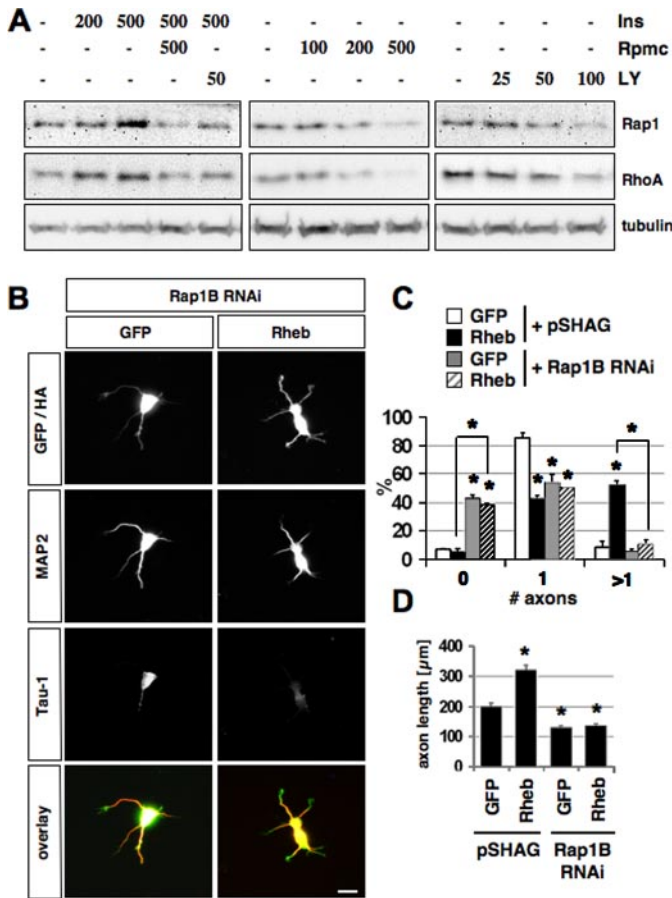 A
- 200 500 500 500 Ins
- - - 500 - - 100 200 500 Rpmc
- - - - 50 - - - - - 25 50 100 LY
Rap1
RhoA
tubulin
B
Rap1B RNAi
GFP Rheb
GFP / HA
MAP2
Tau-1
overlay
C
GFP + pSHAG
Rheb
GFP + Rap1B RNAi
Rheb
* * * * * * * *
100
80
60
40
20
0
%
0 1 >1
# axons
D
axon length [µm]
400
300
200
100
0
* * *
GFP Rheb GFP Rheb
pSHAG Rap1B
RNAi